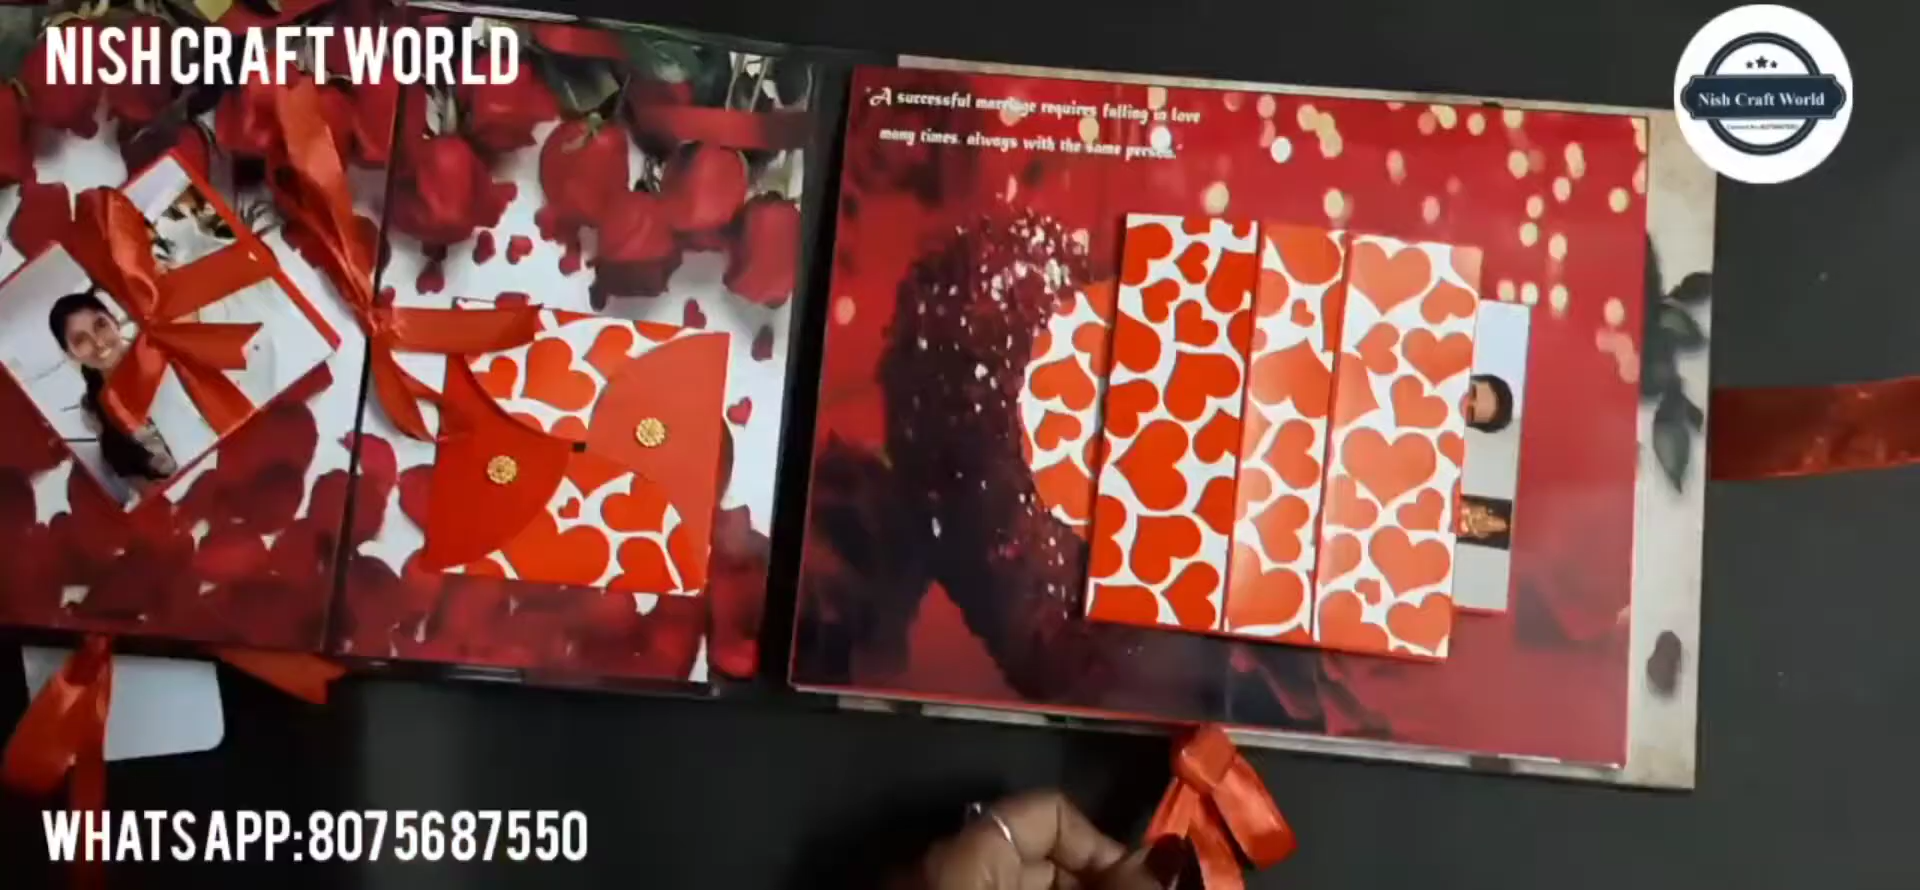 NISH CRAFT WORLD
Nish Craft World
"A successful marriage requires falling in love
many times, always with the same person."
WHATSAPP:8075687550